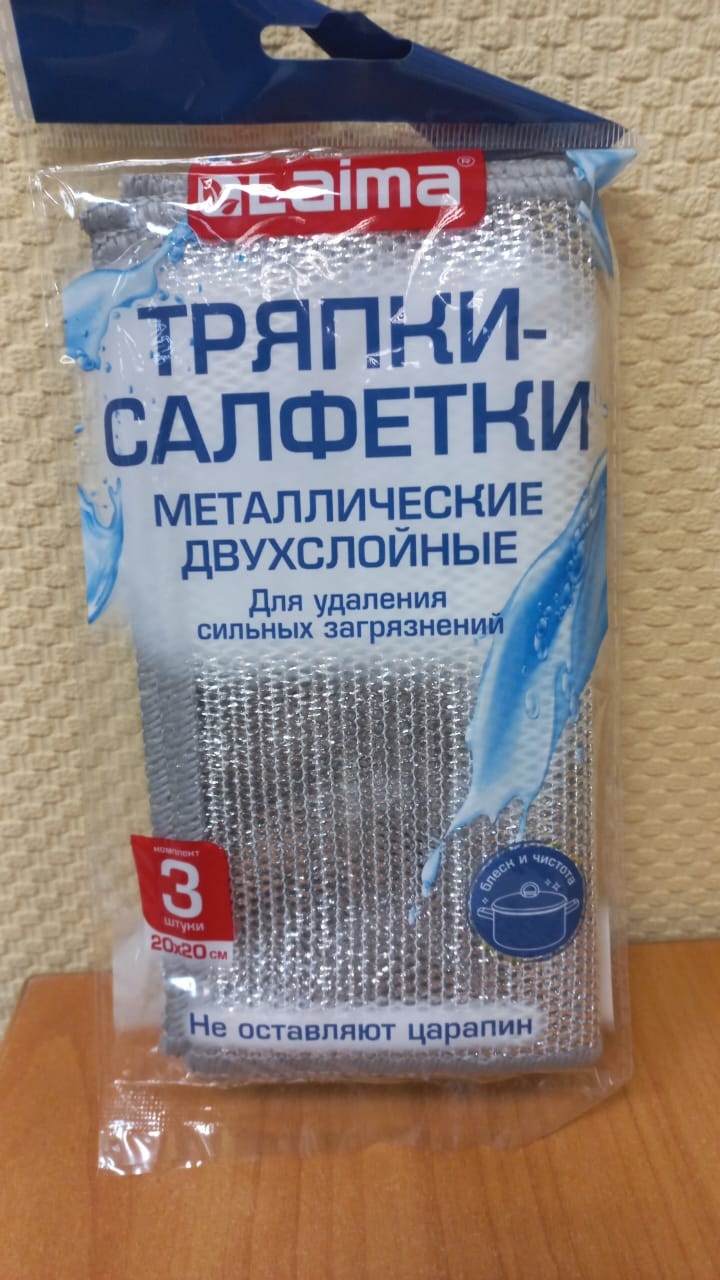 Laima®
ТРЯПКИ-
САЛФЕТКИ
МЕТАЛЛИЧЕСКИЕ
ДВУХСЛОЙНЫЕ
Для удаления
сильных загрязнений
комплект
3
штуки
20х20 см
блеск и чистота
Не оставляют царапин